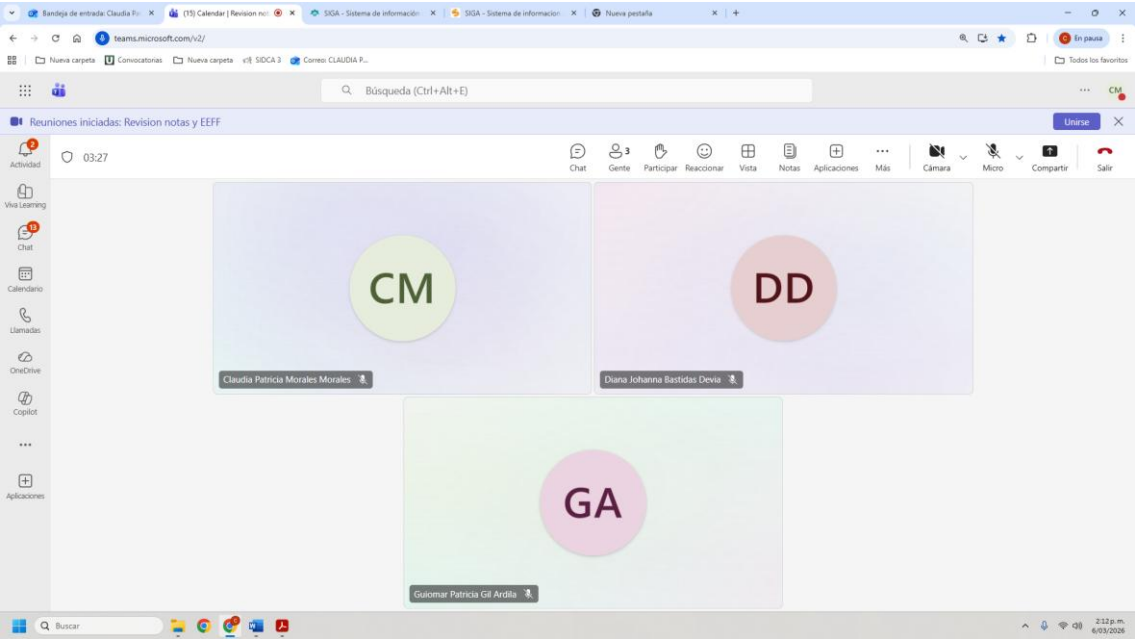 Bandeja de entrada: Claudia Pa
(15) Calendar | Revision no
SIGA - Sistema de información
SIGA - Sistema de informacion
Nueva pestaña
teams.microsoft.com/v2/
En pausa
Nueva carpeta
Convocatorias
Nueva carpeta
SIDCA 3
Correo: CLAUDIA P...
Todos los favoritos
Búsqueda (Ctrl+Alt+E)
CM
Reuniones iniciadas: Revision notas y EEFF
Unirse
03:27
3
Chat
Gente
Participar
Reaccionar
Vista
Notas
Aplicaciones
Más
Cámara
Micro
Compartir
Salir
2
Actividad
Viva Learning
13
Chat
Calendario
Llamadas
OneDrive
Copilot
Aplicaciones
CM
Claudia Patricia Morales Morales
DD
Diana Johanna Bastidas Devia
GA
Guiomar Patricia Gil Ardila
Buscar
2:12 p. m.
6/03/2026